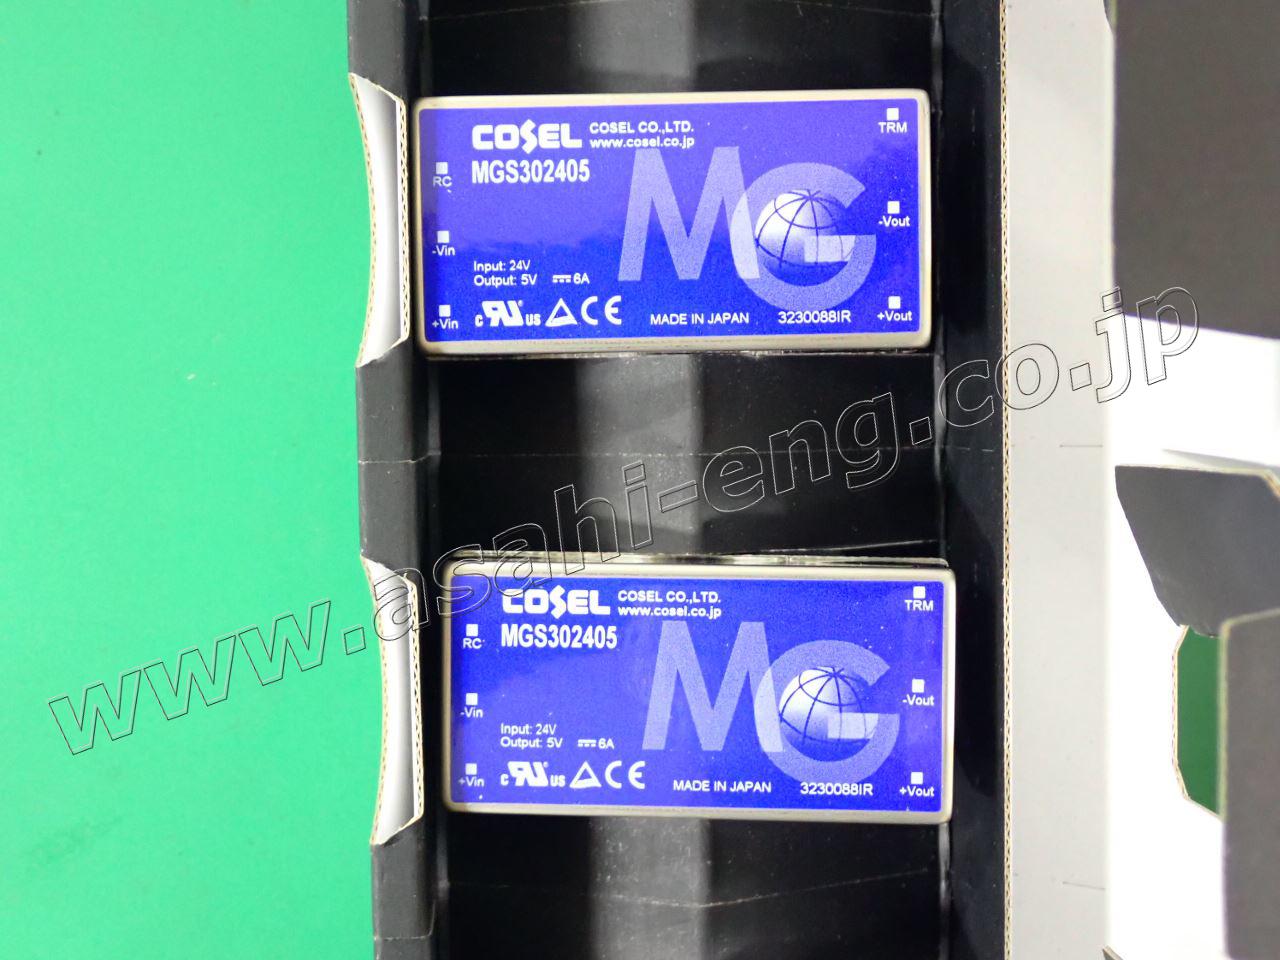 COSEL COSEL CO.,LTD.
www.cosel.co.jp
MGS302405
TRM
RC
MG
-Vout
-Vin
Input: 24V
Output: 5V ⎓ 6A
+Vin
c RU US CE
MADE IN JAPAN 3230088IR
+Vout
www.asahi-eng.co.jp
COSEL COSEL CO.,LTD.
www.cosel.co.jp
MGS302405
TRM
RC
MG
-Vout
-Vin
Input: 24V
Output: 5V ⎓ 6A
+Vin
c RU US CE
MADE IN JAPAN 3230088IR
+Vout